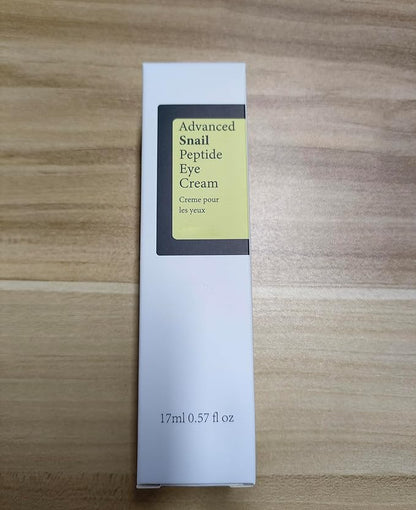 Advanced
Snail
Peptide
Eye
Cream
Creme pour
les yeux
17ml 0.57 fl oz